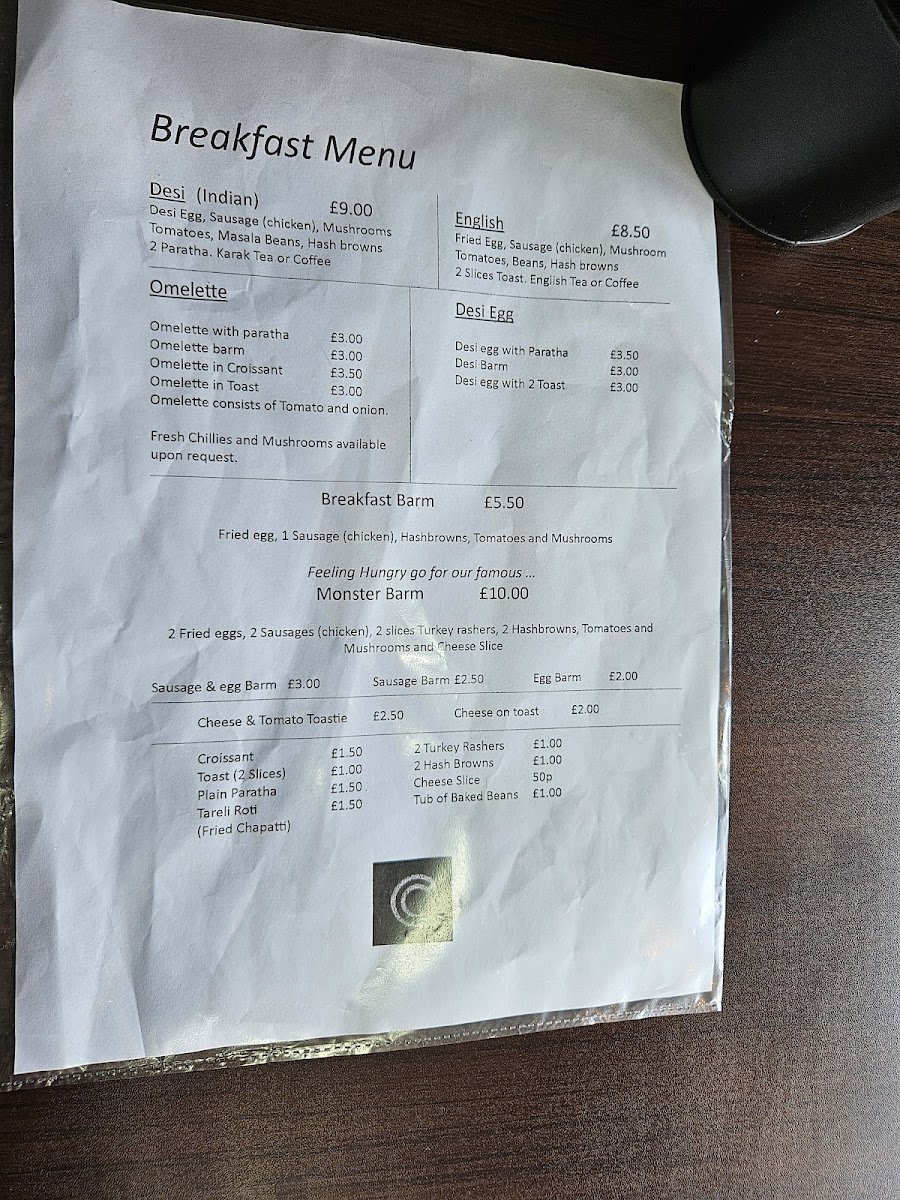 Breakfast Menu
Desi (Indian) £9.00
Desi Egg, Sausage (chicken), Mushrooms
Tomatoes, Masala Beans, Hash browns
2 Paratha. Karak Tea or Coffee
English £8.50
Fried Egg, Sausage (chicken), Mushroom
Tomatoes, Beans, Hash browns
2 Slices Toast. English Tea or Coffee
Omelette
Omelette with paratha £3.00
Omelette barm £3.00
Omelette in Croissant £3.50
Omelette in Toast £3.00
Omelette consists of Tomato and onion.
Fresh Chillies and Mushrooms available
upon request.
Desi Egg
Desi egg with Paratha £3.50
Desi Barm £3.00
Desi egg with 2 Toast £3.00
Breakfast Barm £5.50
Fried egg, 1 Sausage (chicken), Hashbrowns, Tomatoes and Mushrooms
Feeling Hungry go for our famous ...
Monster Barm £10.00
2 Fried eggs, 2 Sausages (chicken), 2 slices Turkey rashers, 2 Hashbrowns, Tomatoes and
Mushrooms and Cheese Slice
Sausage & egg Barm £3.00 Sausage Barm £2.50 Egg Barm £2.00
Cheese & Tomato Toastie £2.50 Cheese on toast £2.00
Croissant £1.50
Toast (2 Slices) £1.00
Plain Paratha £1.50
Tareli Roti £1.50
(Fried Chapatti)
2 Turkey Rashers £1.00
2 Hash Browns £1.00
Cheese Slice 50p
Tub of Baked Beans £1.00